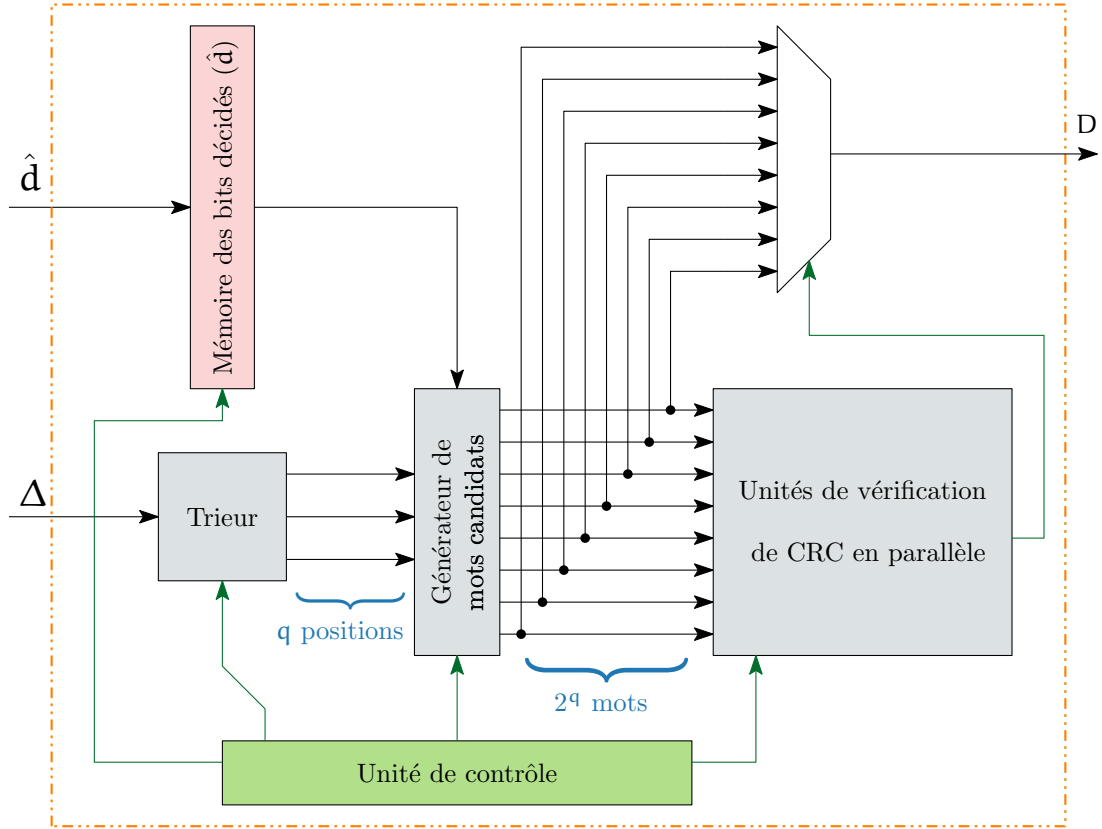 Mémoire des bits décidés (d̂)
D
d̂
Δ
Trieur
Générateur de
mots candidats
Unités de vérification
de CRC en parallèle
q positions
2^q mots
Unité de contrôle